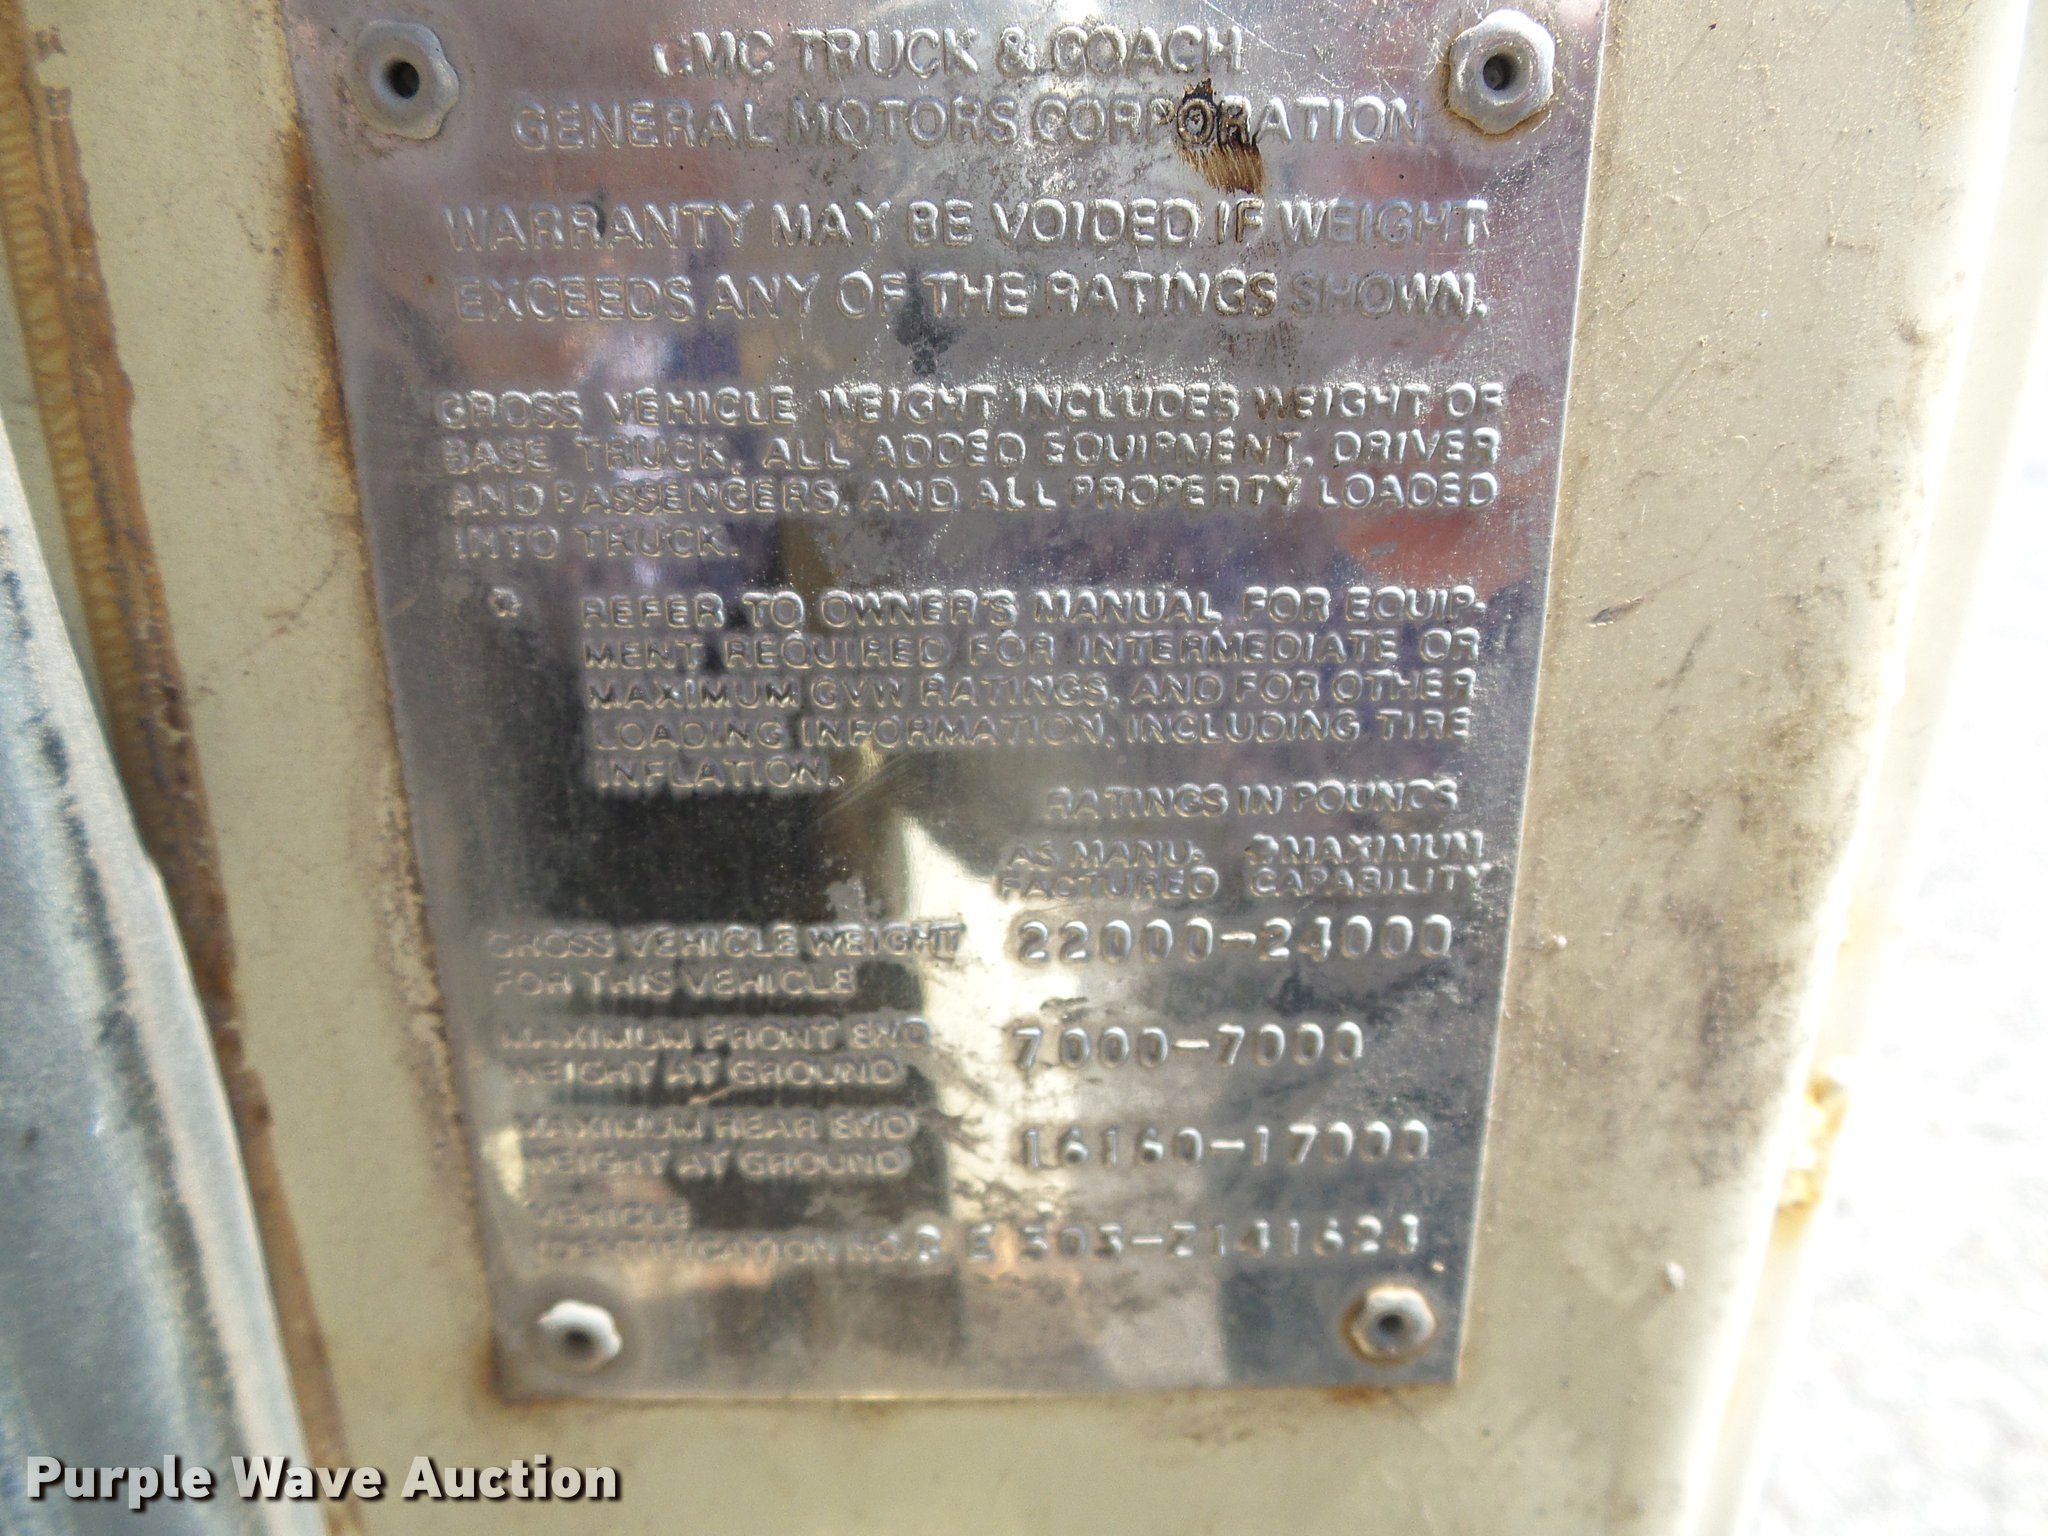 GMC TRUCK & COACH
GENERAL MOTORS CORPORATION
WARRANTY MAY BE VOIDED IF WEIGHT
EXCEEDS ANY OF THE RATINGS SHOWN.
GROSS VEHICLE WEIGHT INCLUDES WEIGHT OF
BASE TRUCK, ALL ADDED EQUIPMENT, DRIVER
AND PASSENGERS, AND ALL PROPERTY LOADED
INTO TRUCK.
* REFER TO OWNER'S MANUAL FOR EQUIP-
MENT REQUIRED FOR INTERMEDIATE OR
MAXIMUM GVW RATINGS, AND FOR OTHER
LOADING INFORMATION, INCLUDING TIRE
INFLATION.
RATINGS IN POUNDS
AS MANU- *MAXIMUM
FACTURED CAPABILITY
GROSS VEHICLE WEIGHT 22000-24000
FOR THIS VEHICLE
MAXIMUM FRONT END 7000-7000
WEIGHT AT GROUND
MAXIMUM REAR END 16160-17000
WEIGHT AT GROUND
VEHICLE
IDENTIFICATION NO.
Purple Wave Auction